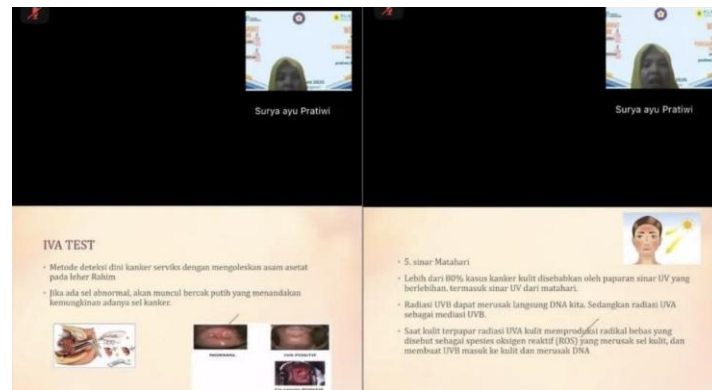 Surya ayu Pratiwi
IVA TEST
• Metode deteksi dini kanker serviks dengan mengoleskan asam asetat
pada leher Rahim
• Jika ada sel abnormal, akan muncul bercak putih yang menandakan
kemungkinan adanya sel kanker.
NORMAL
IVA POSITIF
Surya ayu Pratiwi
• 5. sinar Matahari
• Lebih dari 80% kasus kanker kulit disebabkan oleh paparan sinar UV yang
berlebihan, termasuk sinar UV dari matahari.
• Radiasi UVB dapat merusak langsung DNA kita. Sedangkan radiasi UVA
sebagai mediasi UVB.
• Saat kulit terpapar radiasi UVA kulit memproduksi radikal bebas yang
disebut sebagai spesies oksigen reaktif (ROS) yang merusak sel kulit, dan
membuat UVB masuk ke kulit dan merusak DNA